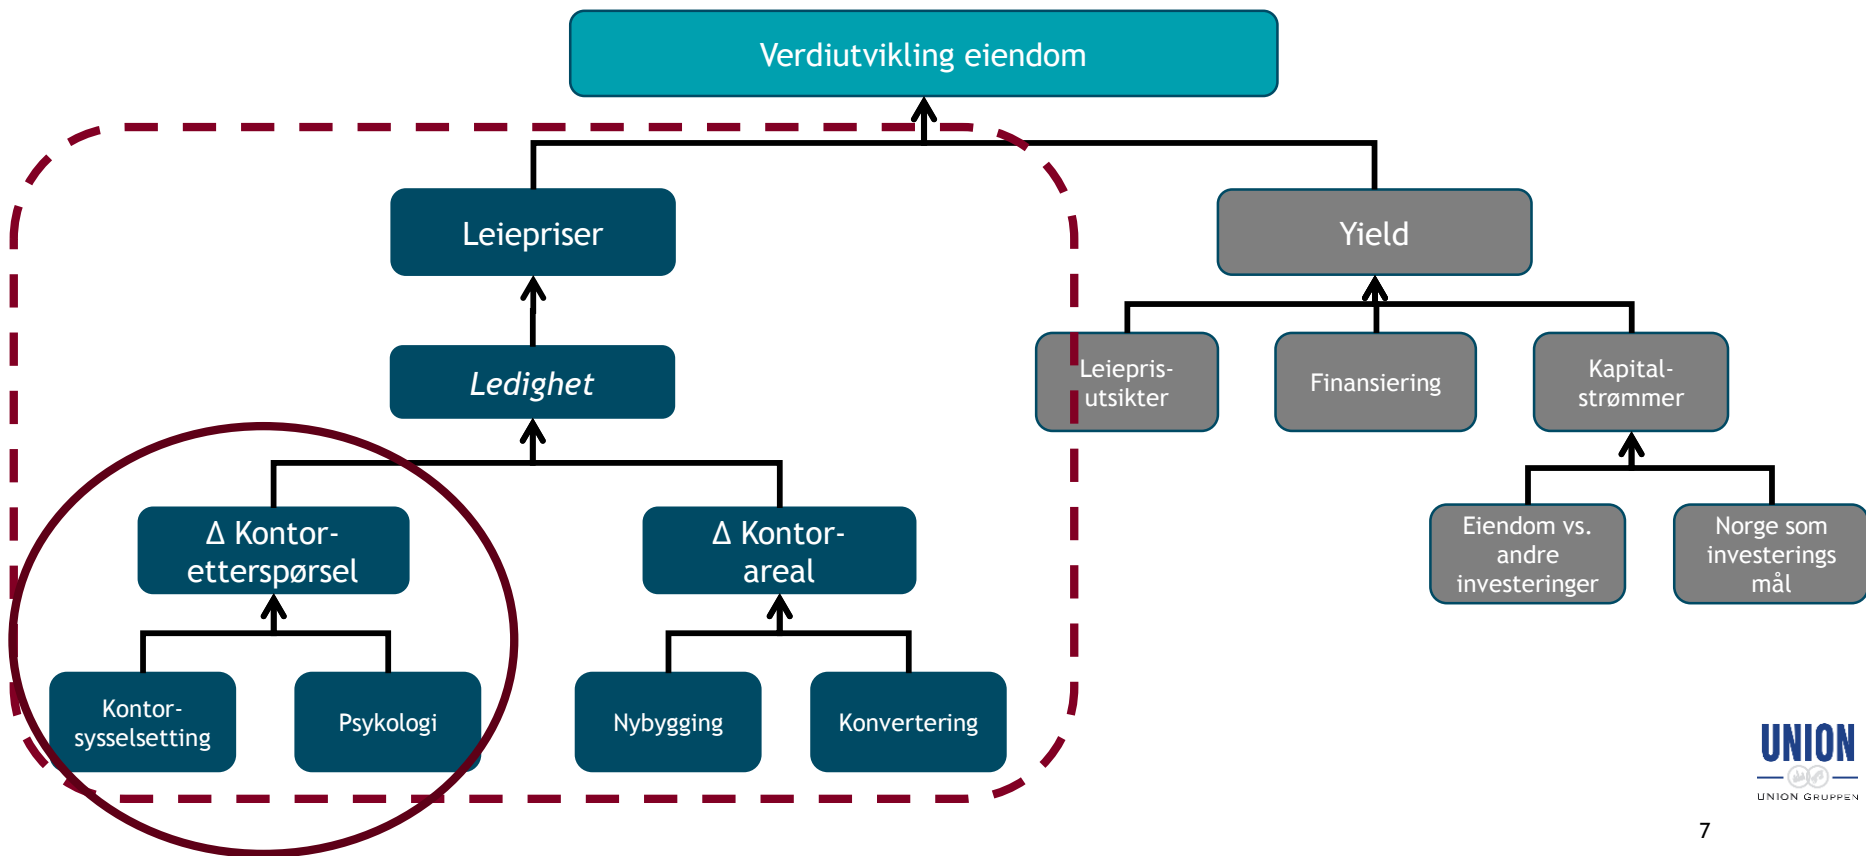 Verdiutvikling eiendom
Leiepriser
Yield
Ledighet
Leiepris-
utsikter
Finansiering
Kapital-
strømmer
Δ Kontor-
etterspørsel
Δ Kontor-
areal
Eiendom vs.
andre
investeringer
Norge som
investerings
mål
Kontor-
sysselsetting
Psykologi
Nybygging
Konvertering
UNION
UNION GRUPPEN
7